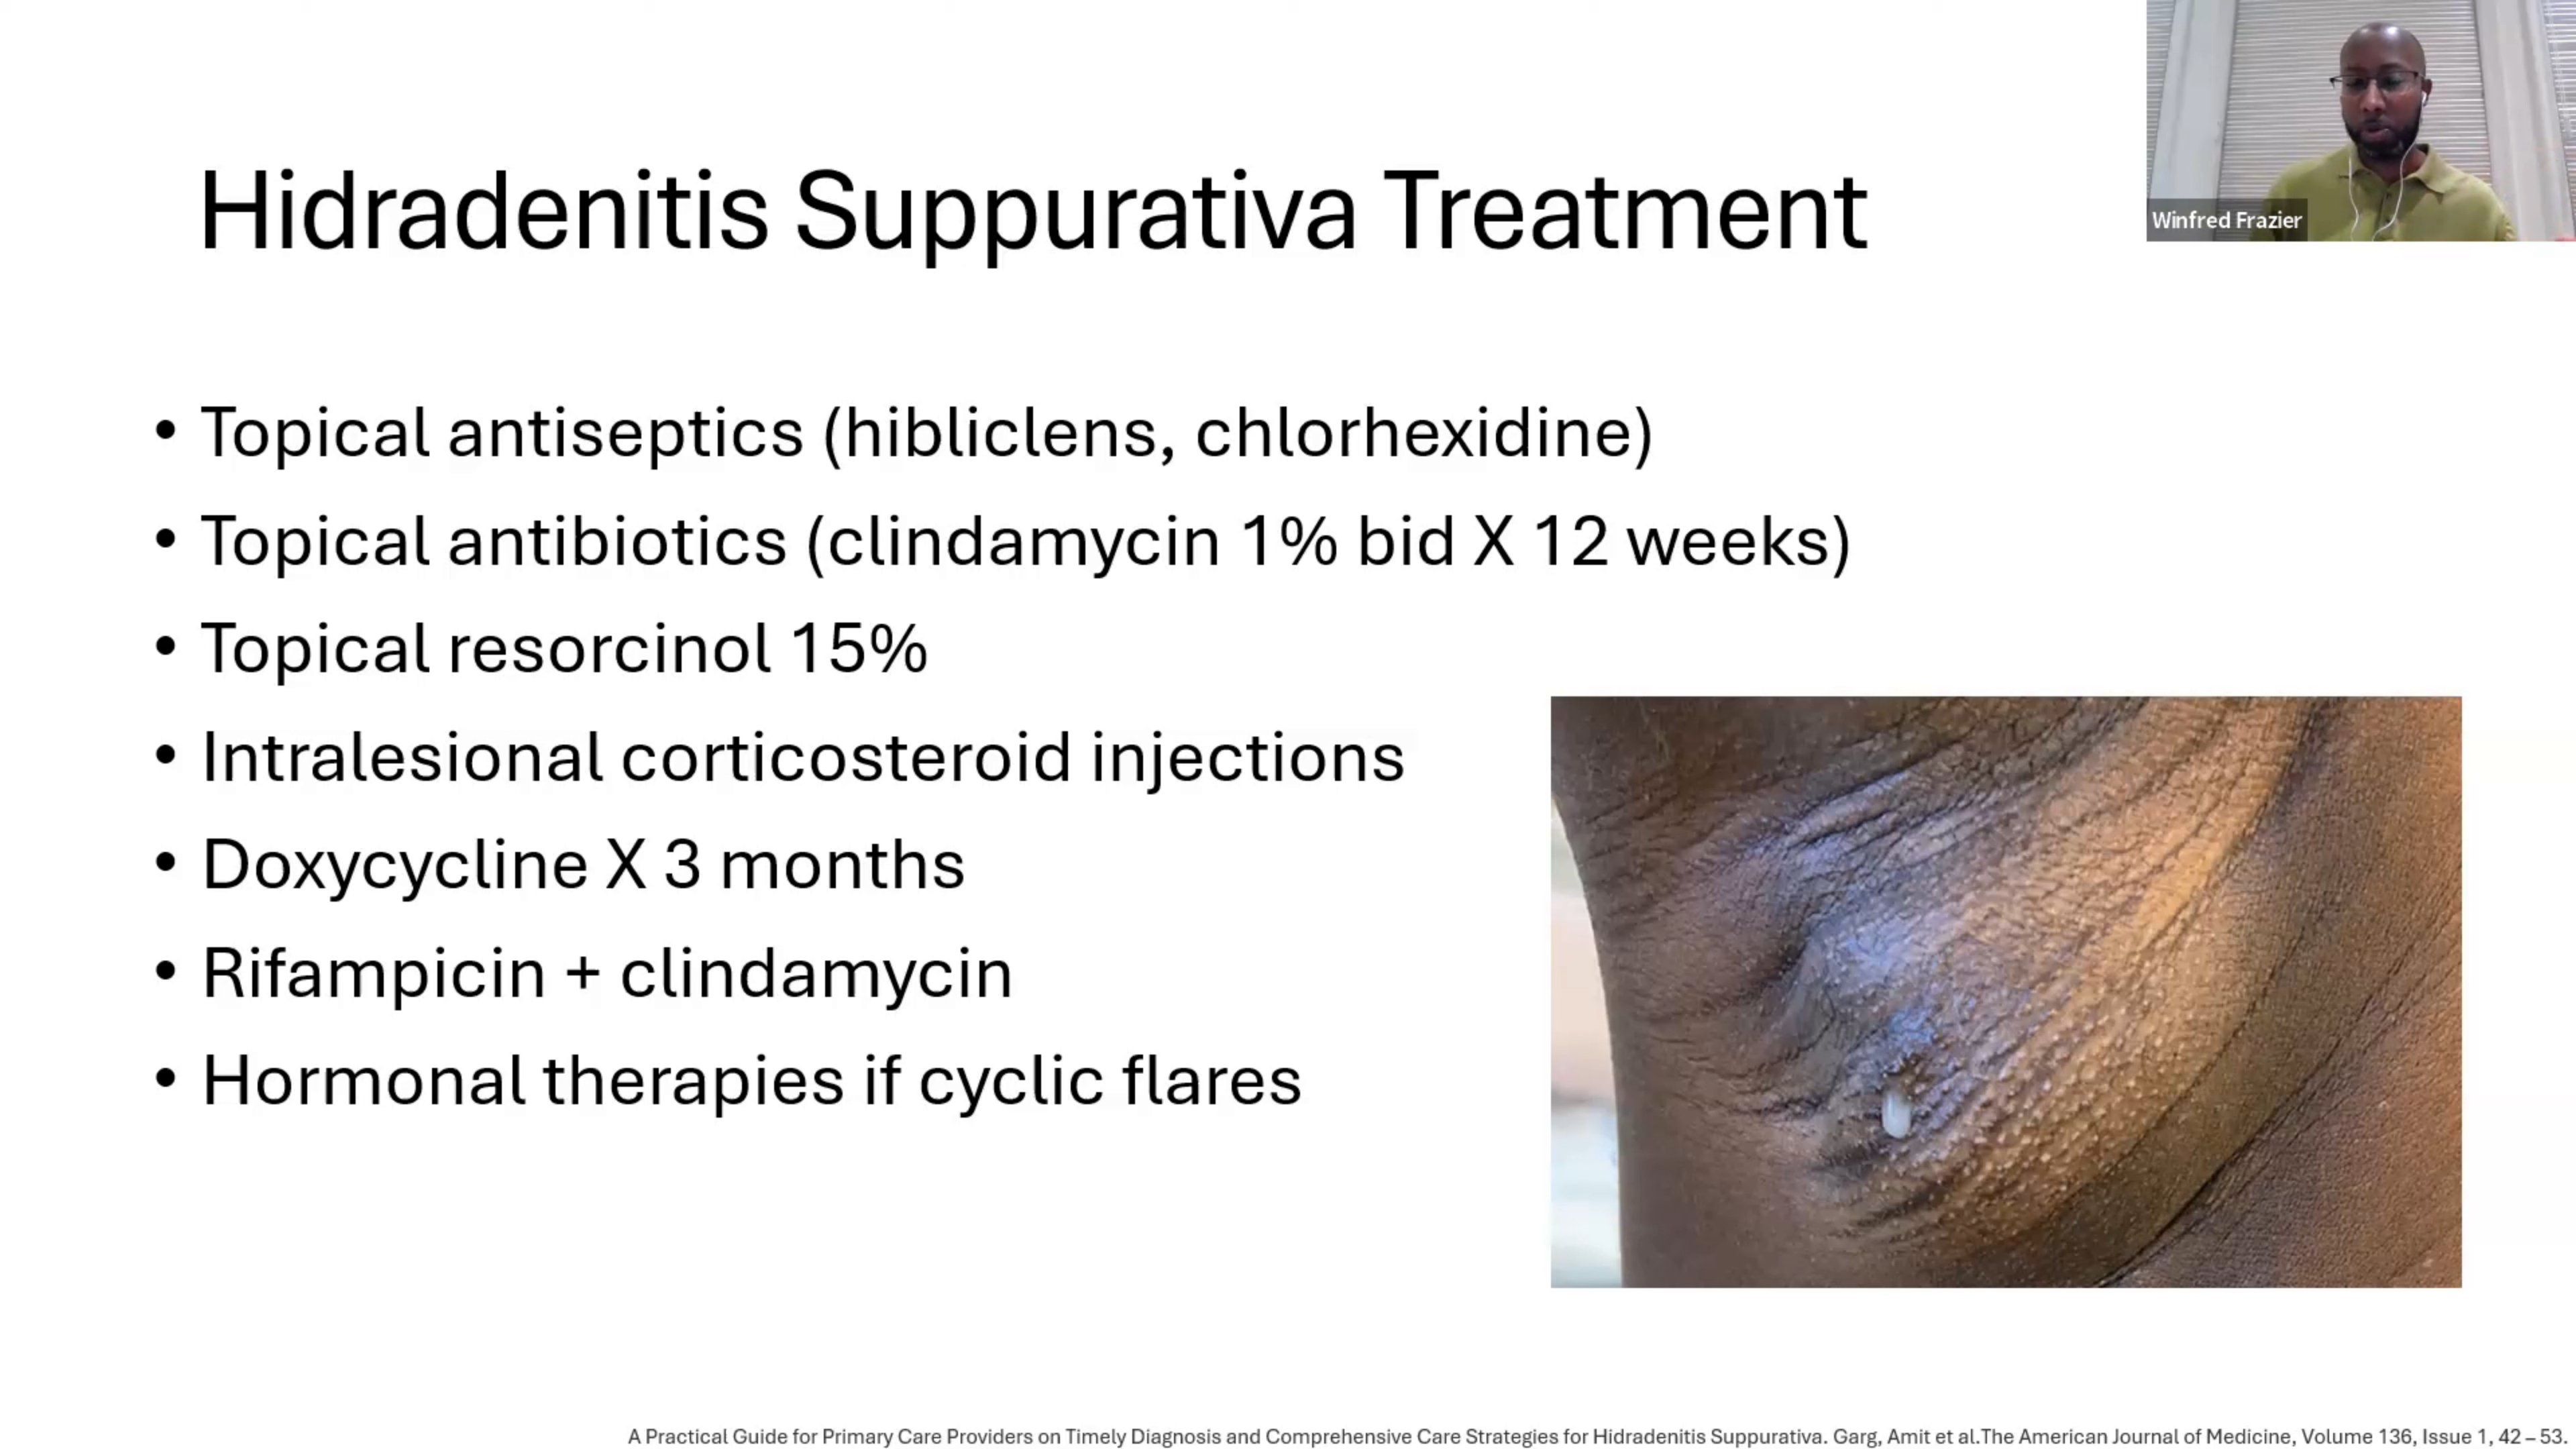 Winfred Frazier
Hidradenitis Suppurativa Treatment
• Topical antiseptics (hibliclens, chlorhexidine)
• Topical antibiotics (clindamycin 1% bid X 12 weeks)
• Topical resorcinol 15%
• Intralesional corticosteroid injections
• Doxycycline X 3 months
• Rifampicin + clindamycin
• Hormonal therapies if cyclic flares
A Practical Guide for Primary Care Providers on Timely Diagnosis and Comprehensive Care Strategies for Hidradenitis Suppurativa. Garg, Amit et al.The American Journal of Medicine, Volume 136, Issue 1, 42 – 53.